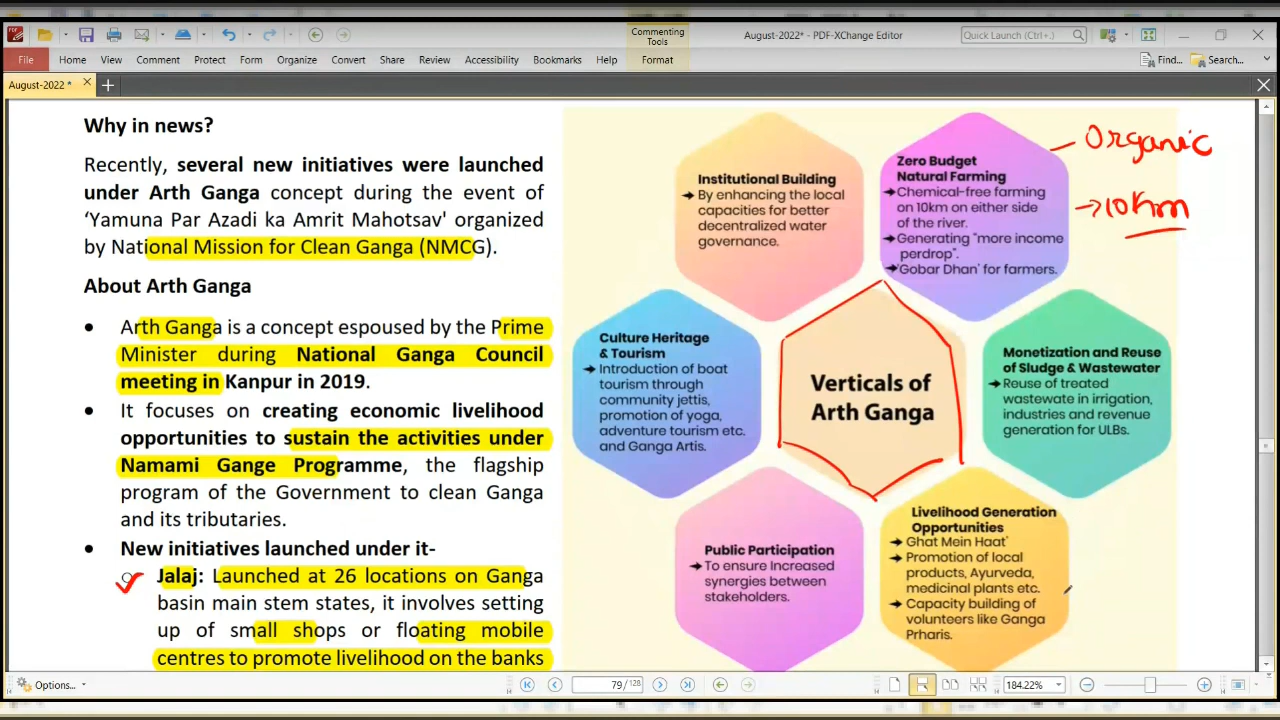 Commenting
Tools
August-2022* - PDF-XChange Editor
Quick Launch (Ctrl+.)
File
Home
View
Comment
Protect
Form
Organize
Convert
Share
Review
Accessibility
Bookmarks
Help
Format
Find...
Search...
August-2022 *
Why in news?
Recently, several new initiatives were launched
under Arth Ganga concept during the event of
‘Yamuna Par Azadi ka Amrit Mahotsav' organized
by National Mission for Clean Ganga (NMCG).
About Arth Ganga
• Arth Ganga is a concept espoused by the Prime
Minister during National Ganga Council
meeting in Kanpur in 2019.
• It focuses on creating economic livelihood
opportunities to sustain the activities under
Namami Gange Programme, the flagship
program of the Government to clean Ganga
and its tributaries.
• New initiatives launched under it-
Jalaj: Launched at 26 locations on Ganga
basin main stem states, it involves setting
up of small shops or floating mobile
centres to promote livelihood on the banks
Institutional Building
By enhancing the local
capacities for better
decentralized water
governance.
Zero Budget
Natural Farming
Chemical-free farming
on 10km on either side
of the river.
Generating "more income
perdrop".
'Gobar Dhan' for farmers.
Organic
10km
Culture Heritage
& Tourism
Introduction of boat
tourism through
community jettis,
promotion of yoga,
adventure tourism etc.
and Ganga Artis.
Verticals of
Arth Ganga
Monetization and Reuse
of Sludge & Wastewater
Reuse of treated
wastewater in irrigation,
industries and revenue
generation for ULBs.
Public Participation
To ensure Increased
synergies between
stakeholders.
Livelihood Generation
Opportunities
Ghat Mein Haat'
Promotion of local
products, Ayurveda,
medicinal plants etc.
Capacity building of
volunteers like Ganga
Prharis.
Options...
79 / 128
184.22%